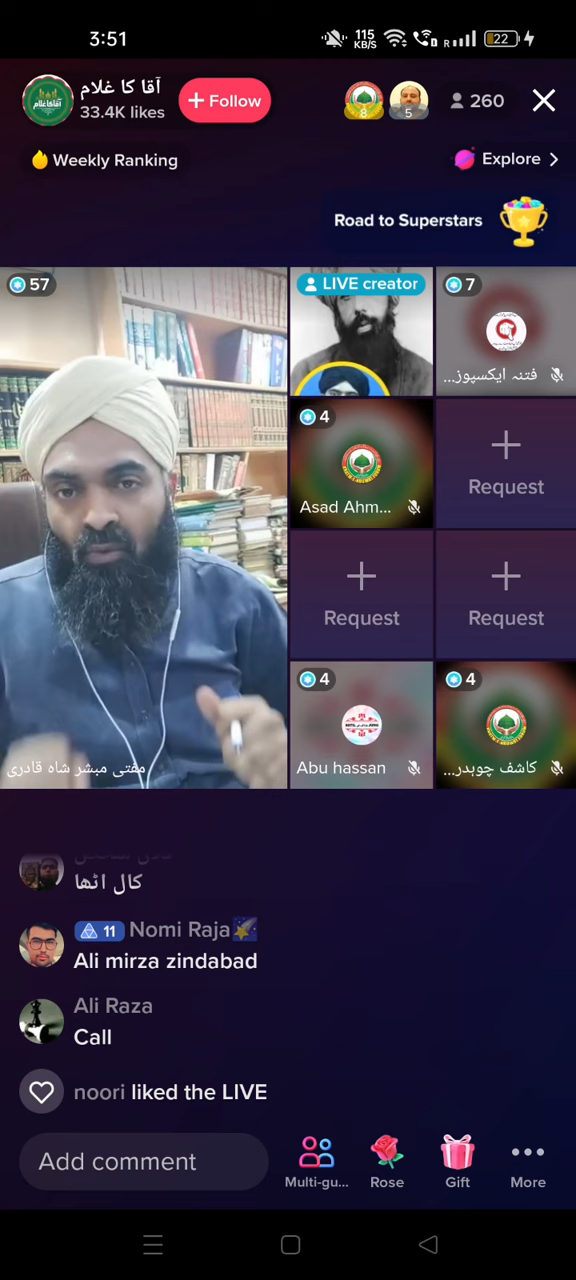 3:51
115
KB/S
R
22
آقا کا غلام
33.4K likes
+ Follow
8
5
260
Weekly Ranking
Explore
Road to Superstars
57
LIVE creator
7
فتنہ ایکسپوز...
4
Asad Ahm...
Request
Request
Request
مفتی مبشر شاہ قادری
4
Abu hassan
4
کاشف چوہدر...
کال اٹھا
11 Nomi Raja
Ali mirza zindabad
Ali Raza
Call
noori liked the LIVE
Add comment
Multi-gu...
Rose
Gift
More